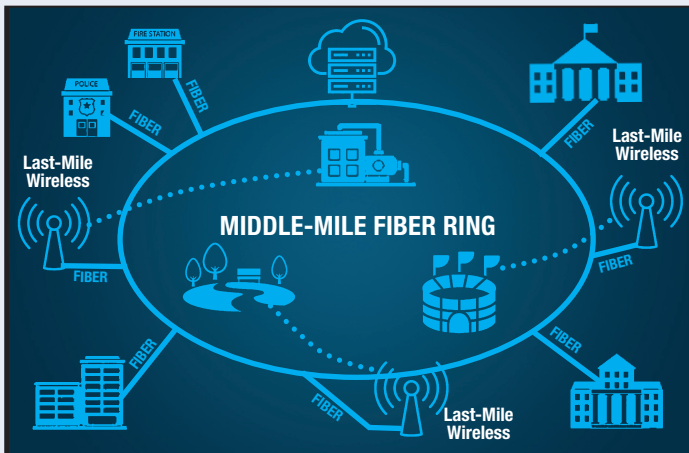 FIRE STATION
POLICE
FIBER
FIBER
FIBER
Last-Mile
Wireless
Last-Mile
Wireless
MIDDLE-MILE FIBER RING
FIBER
FIBER
FIBER
FIBER
FIBER
Last-Mile
Wireless